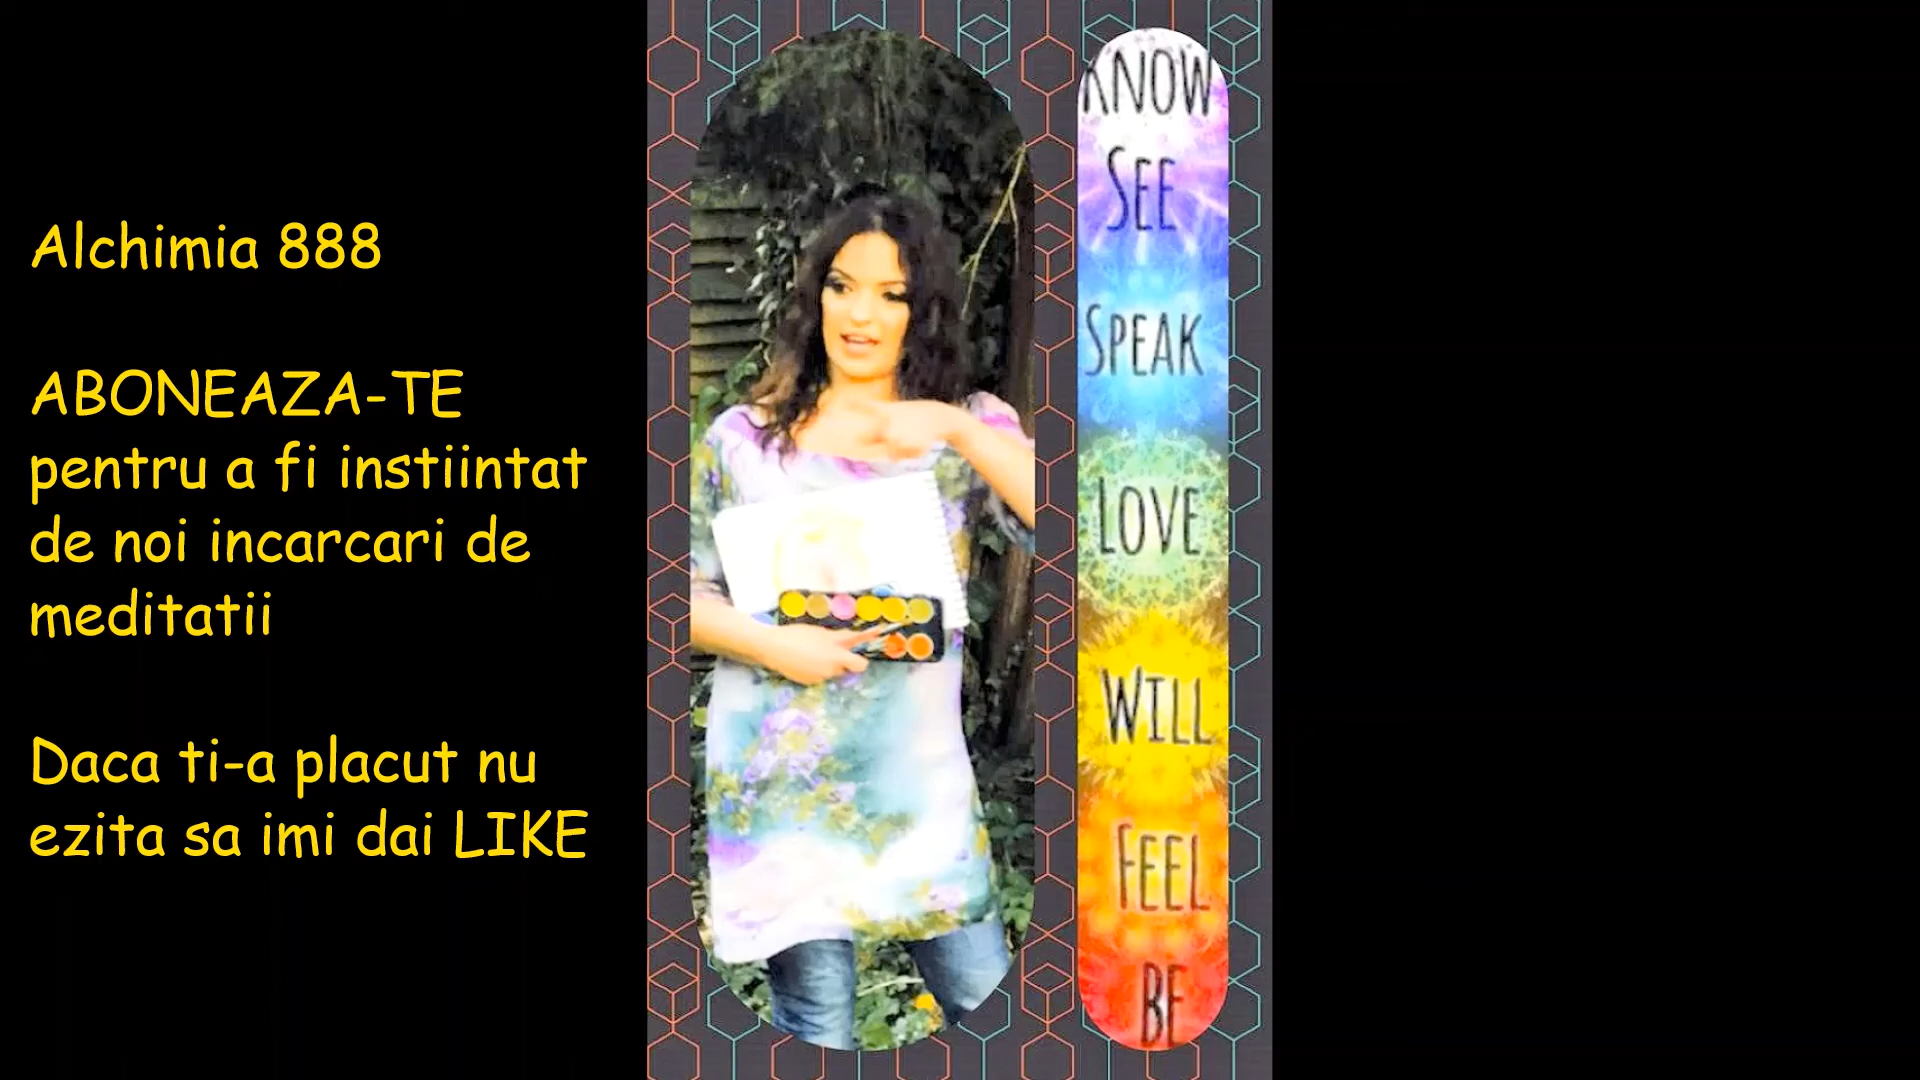 Alchimia 888
ABONEAZA-TE
pentru a fi instiintat
de noi incarcari de
meditatii
Daca ti-a placut nu
ezita sa imi dai LIKE
KNOW
SEE
SPEAK
LOVE
WILL
FEEL
BE